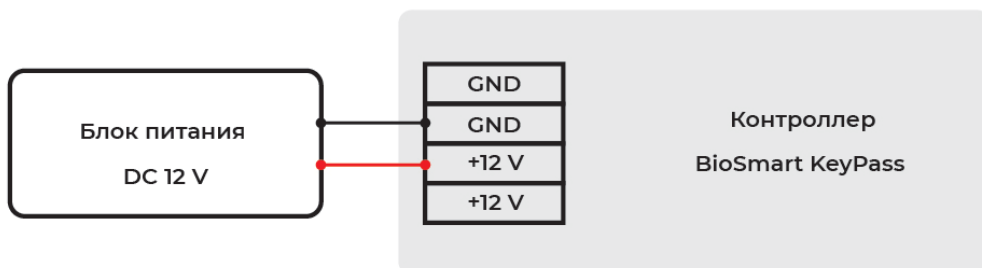 Блок питания
DC 12 V
GND
GND
+12 V
+12 V
Контроллер
BioSmart KeyPass